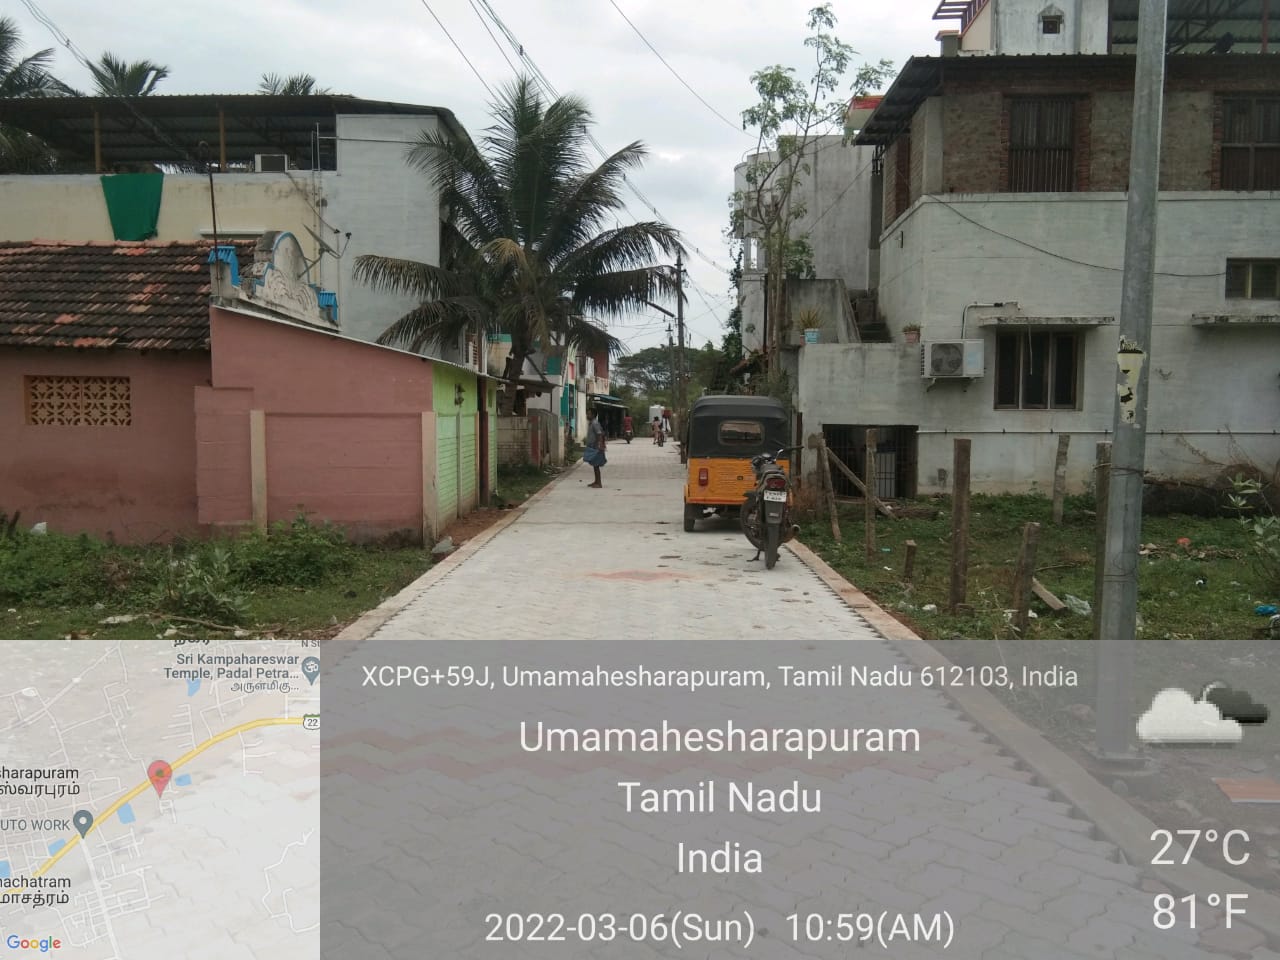 XCPG+59J, Umamahesharapuram, Tamil Nadu 612103, India
Umamahesharapuram
Tamil Nadu
India
2022-03-06(Sun) 10:59(AM)
27°C
81°F
Sri Kampahareswar
Temple, Padal Petra...
அருள்மிகு...
22
sharapuram
ஸ்வரபுரம்
UTO WORK
nachatram
மாசத்ரம்
Google